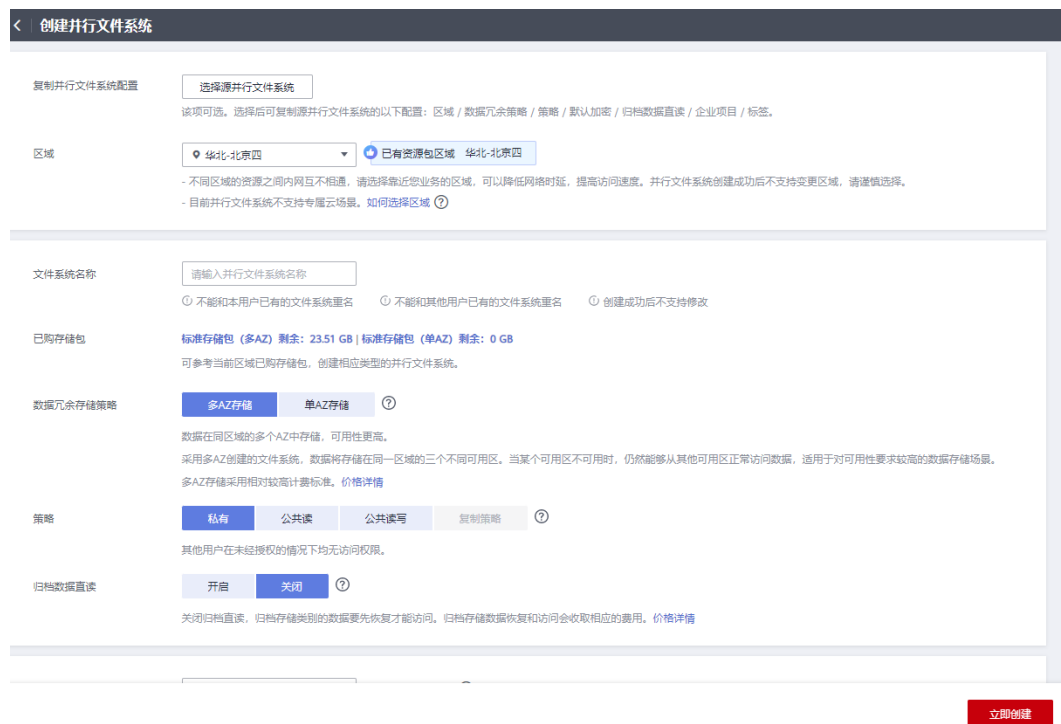 创建并行文件系统
复制并行文件系统配置 选择源并行文件系统
该项可选。选择后可复制源并行文件系统的以下配置：区域 / 数据冗余策略 / 策略 / 默认加密 / 归档数据直读 / 企业项目 / 标签。
区域 华北-北京四 已有资源包区域 华北-北京四
- 不同区域的资源之间内网互不相通，请选择靠近您业务的区域，可以降低网络时延，提高访问速度。并行文件系统创建成功后不支持变更区域，请谨慎选择。
- 目前并行文件系统不支持专属云场景。如何选择区域 ?
文件系统名称 请输入并行文件系统名称
不能和本用户已有的文件系统重名 不能和其他用户已有的文件系统重名 创建成功后不支持修改
已购存储包 标准存储包（多AZ）剩余：23.51 GB | 标准存储包（单AZ）剩余：0 GB
可参考当前区域已购存储包，创建相应类型的并行文件系统。
数据冗余存储策略 多AZ存储 单AZ存储 ?
数据在同区域的多个AZ中存储，可用性更高。
采用多AZ创建的文件系统，数据将存储在同一区域的三个不同可用区。当某个可用区不可用时，仍然能够从其他可用区正常访问数据，适用于对可用性要求较高的数据存储场景。
多AZ存储采用相对较高计费标准。价格详情
策略 私有 公共读 公共读写 复制策略 ?
其他用户在未经授权的情况下均无访问权限。
归档数据直读 开启 关闭 ?
关闭归档直读，归档存储类别的数据要先恢复才能访问。归档存储数据恢复和访问会收取相应的费用。价格详情
立即创建